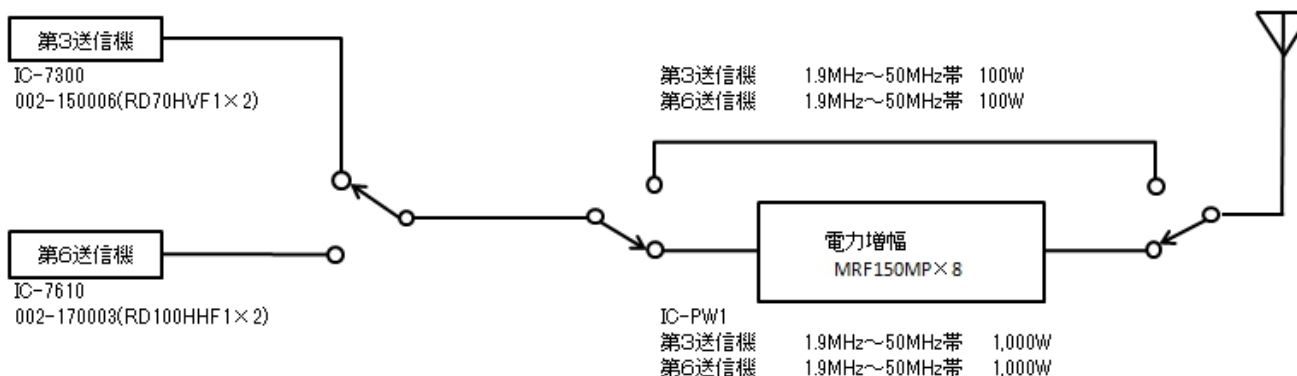 第3送信機
IC-7300
002-150006(RD70HVF1×2)
第3送信機 1.9MHz～50MHz帯 100W
第6送信機 1.9MHz～50MHz帯 100W
第6送信機
IC-7610
002-170003(RD100HHF1×2)
電力増幅
MRF150MP×8
IC-PW1
第3送信機 1.9MHz～50MHz帯 1,000W
第6送信機 1.9MHz～50MHz帯 1,000W